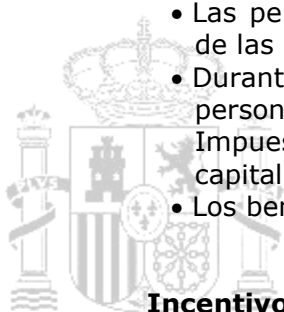 • Las pe
de las
• Durant
person
Impues
capital
• Los ber
Incentivo